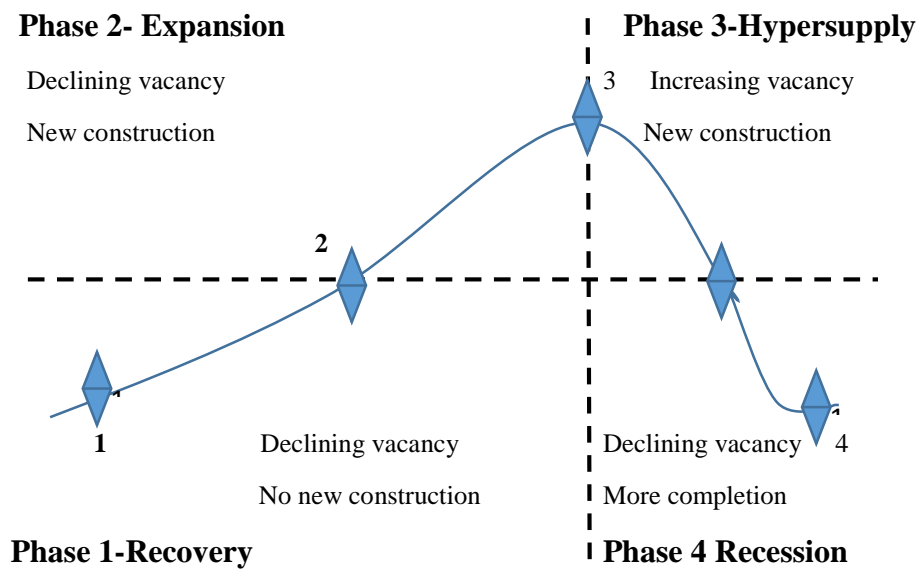 Phase 2- Expansion
Declining vacancy
New construction
Phase 3-Hypersupply
3
Increasing vacancy
New construction
2
1
Declining vacancy
No new construction
Phase 1-Recovery
Declining vacancy
4
More completion
Phase 4 Recession